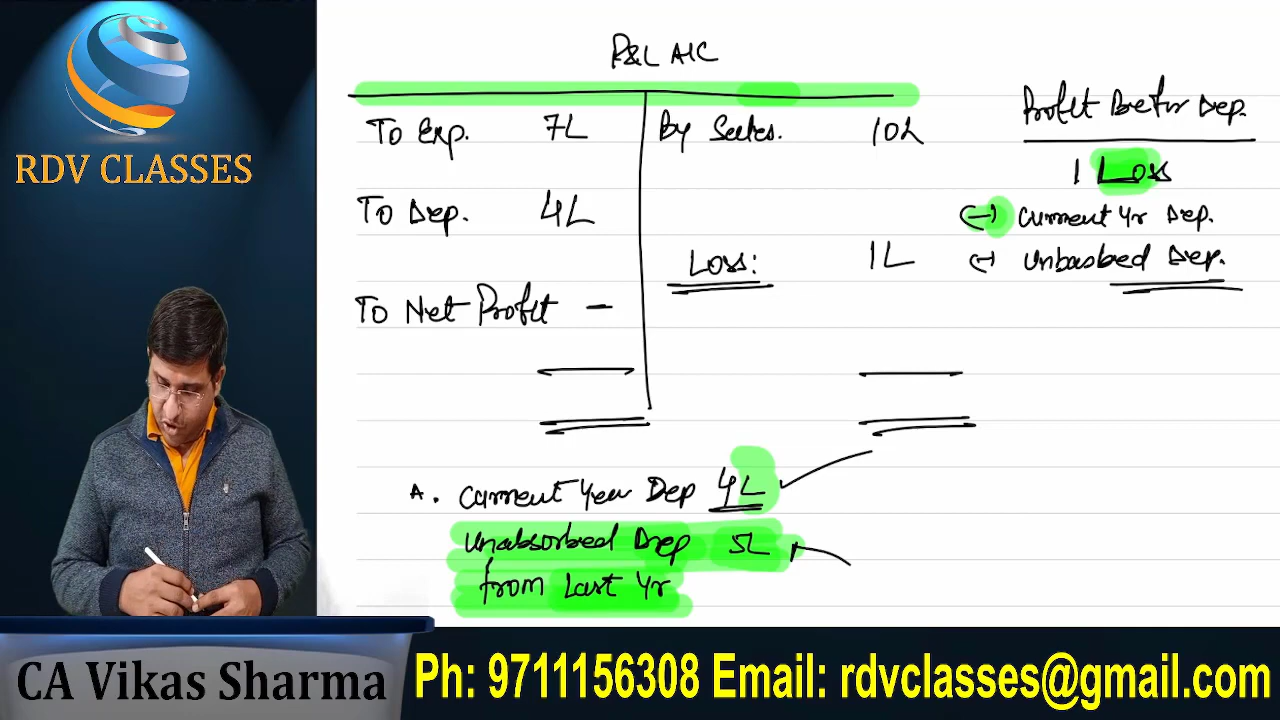 P&L A/C
To Exp. 7L By Sales. 10L
To Dep. 4L
Loss: 1L
To Net Profit -
A. Current Year Dep 4L
Unabsorbed Dep 5L
from Last Yr
Profit Before Dep.
1 Loss
(-) Current Yr Dep.
(-) Unbasbed Dep.
RDV CLASSES
CA Vikas Sharma
Ph: 9711156308 Email: rdvclasses@gmail.com